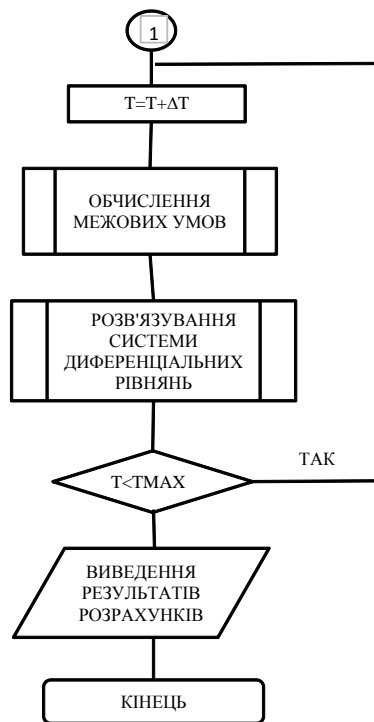 1
T=T+ΔT
ОБЧИСЛЕННЯ
МЕЖОВИХ УМОВ
РОЗВ'ЯЗУВАННЯ
СИСТЕМИ
ДИФЕРЕНЦІАЛЬНИХ
РІВНЯНЬ
ТАК
T<TMAX
ВИВЕДЕННЯ
РЕЗУЛЬТАТІВ
РОЗРАХУНКІВ
КІНЕЦЬ